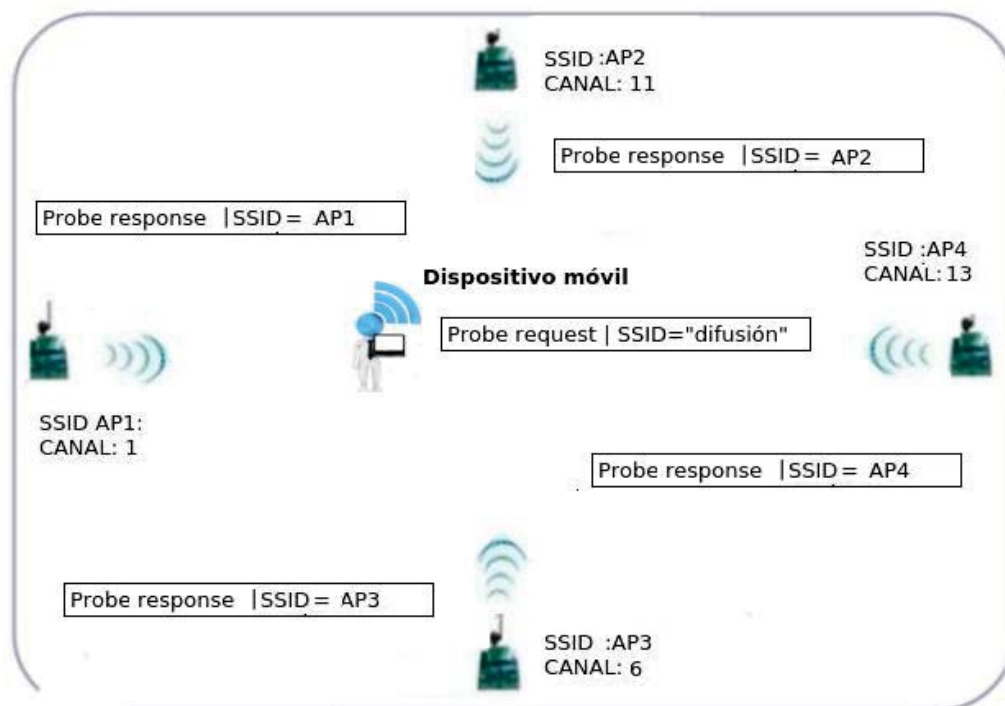 SSID :AP2
CANAL: 11
Probe response |SSID = AP2
Probe response |SSID = AP1
SSID :AP4
CANAL: 13
Dispositivo móvil
Probe request | SSID="difusión"
SSID AP1:
CANAL: 1
Probe response |SSID = AP4
Probe response |SSID = AP3
SSID :AP3
CANAL: 6